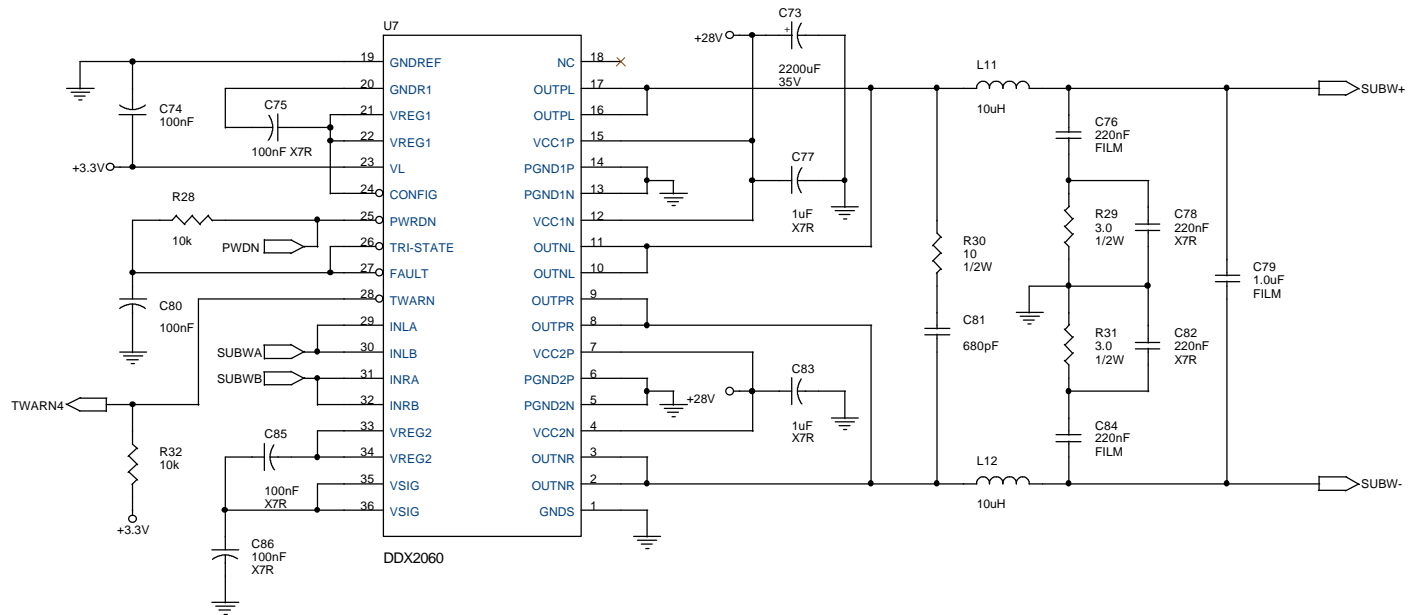 U7
19 GNDREF
20 GNDR1
21 VREG1
22 VREG1
23 VL
24 CONFIG
25 PWRDN
26 TRI-STATE
27 FAULT
28 TWARN
29 INLA
30 INLB
31 INRA
32 INRB
33 VREG2
34 VREG2
35 VSIG
36 VSIG
NC 18
OUTPL 17
OUTPL 16
VCC1P 15
PGND1P 14
PGND1N 13
VCC1N 12
OUTNL 11
OUTNL 10
OUTPR 9
OUTPR 8
VCC2P 7
PGND2P 6
PGND2N 5
VCC2N 4
OUTNR 3
OUTNR 2
GNDS 1
DDX2060
C74
100nF
C75
100nF X7R
+3.3V
R28
10k
PWDN
C80
100nF
SUBWA
SUBWB
TWARN4
R32
10k
+3.3V
C85
100nF
X7R
C86
100nF
X7R
C73
+28V
+
2200uF
35V
C77
1uF
X7R
+28V
C83
1uF
X7R
R30
10
1/2W
C81
680pF
L11
10uH
L12
10uH
C76
220nF
FILM
R29
3.0
1/2W
C78
220nF
X7R
R31
3.0
1/2W
C82
220nF
X7R
C84
220nF
FILM
C79
1.0uF
FILM
SUBW+
SUBW-